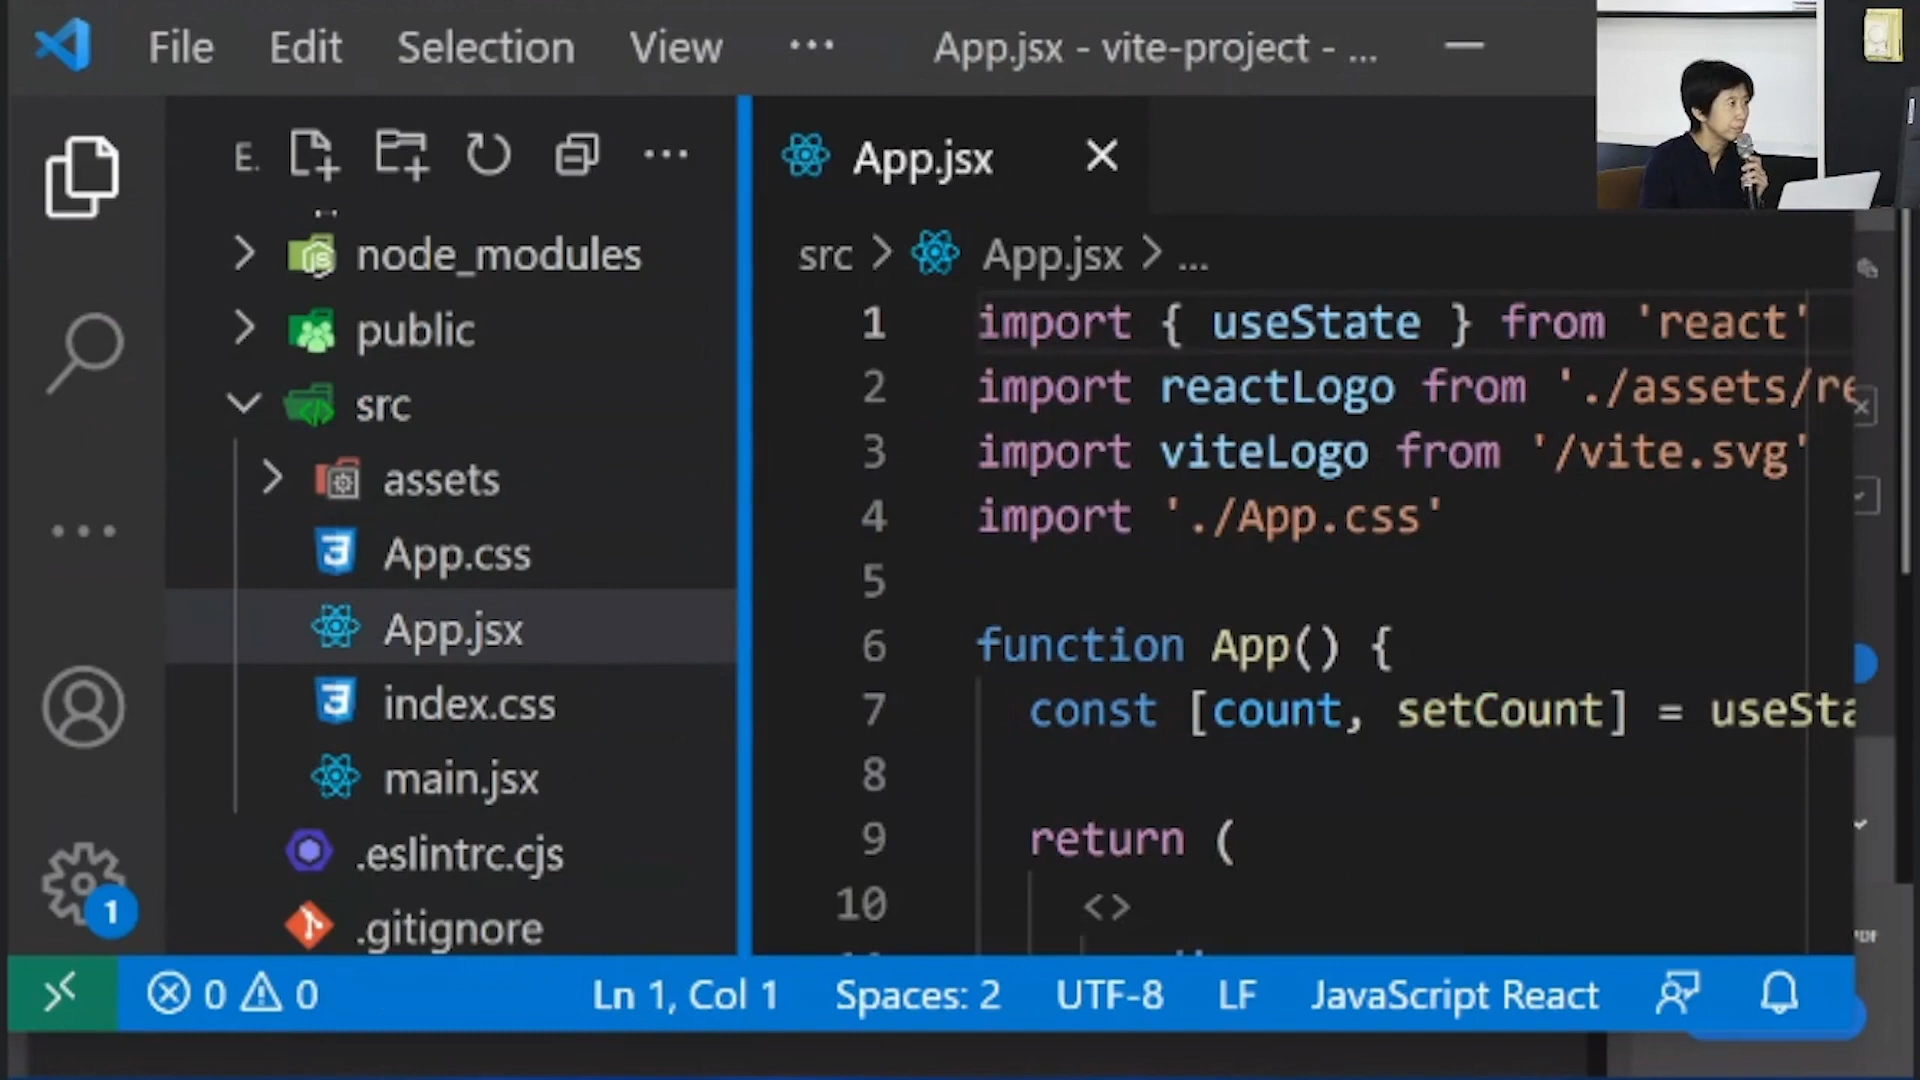 File Edit Selection View ··· App.jsx - vite-project - ...
E. ···
App.jsx
node_modules
public
src
assets
App.css
App.jsx
index.css
main.jsx
.eslintrc.cjs
.gitignore
1
src > App.jsx > ...
1 import { useState } from 'react'
2 import reactLogo from './assets/re
3 import viteLogo from '/vite.svg'
4 import './App.css'
5
6 function App() {
7 const [count, setCount] = useSta
8
9 return (
10 <>
0 0 Ln 1, Col 1 Spaces: 2 UTF-8 LF JavaScript React